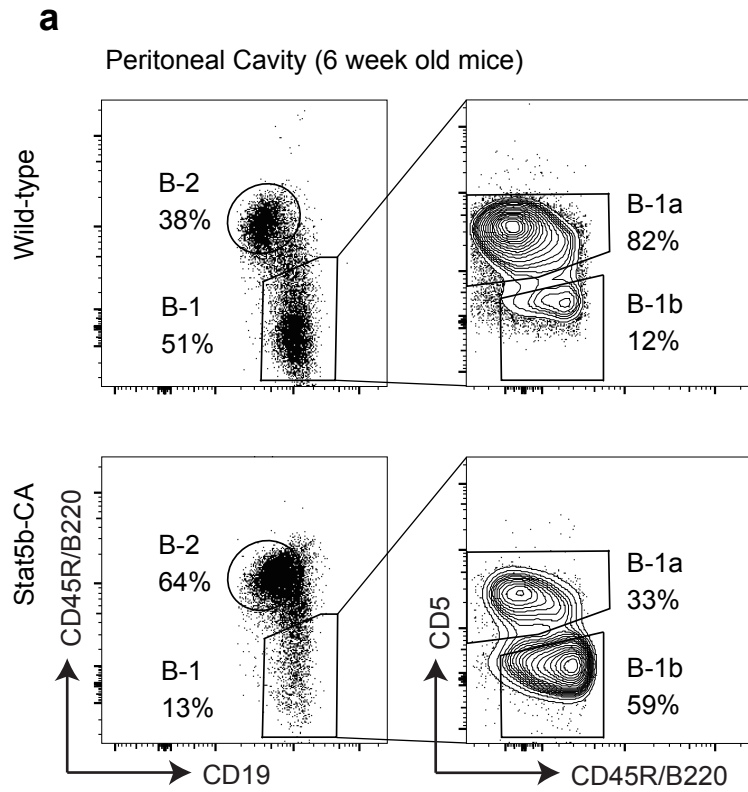 a
Peritoneal Cavity (6 week old mice)
Wild-type
B-2
38%
B-1
51%
B-1a
82%
B-1b
12%
Stat5b-CA
CD45R/B220
B-2
64%
B-1
13%
CD19
CD5
B-1a
33%
B-1b
59%
CD45R/B220